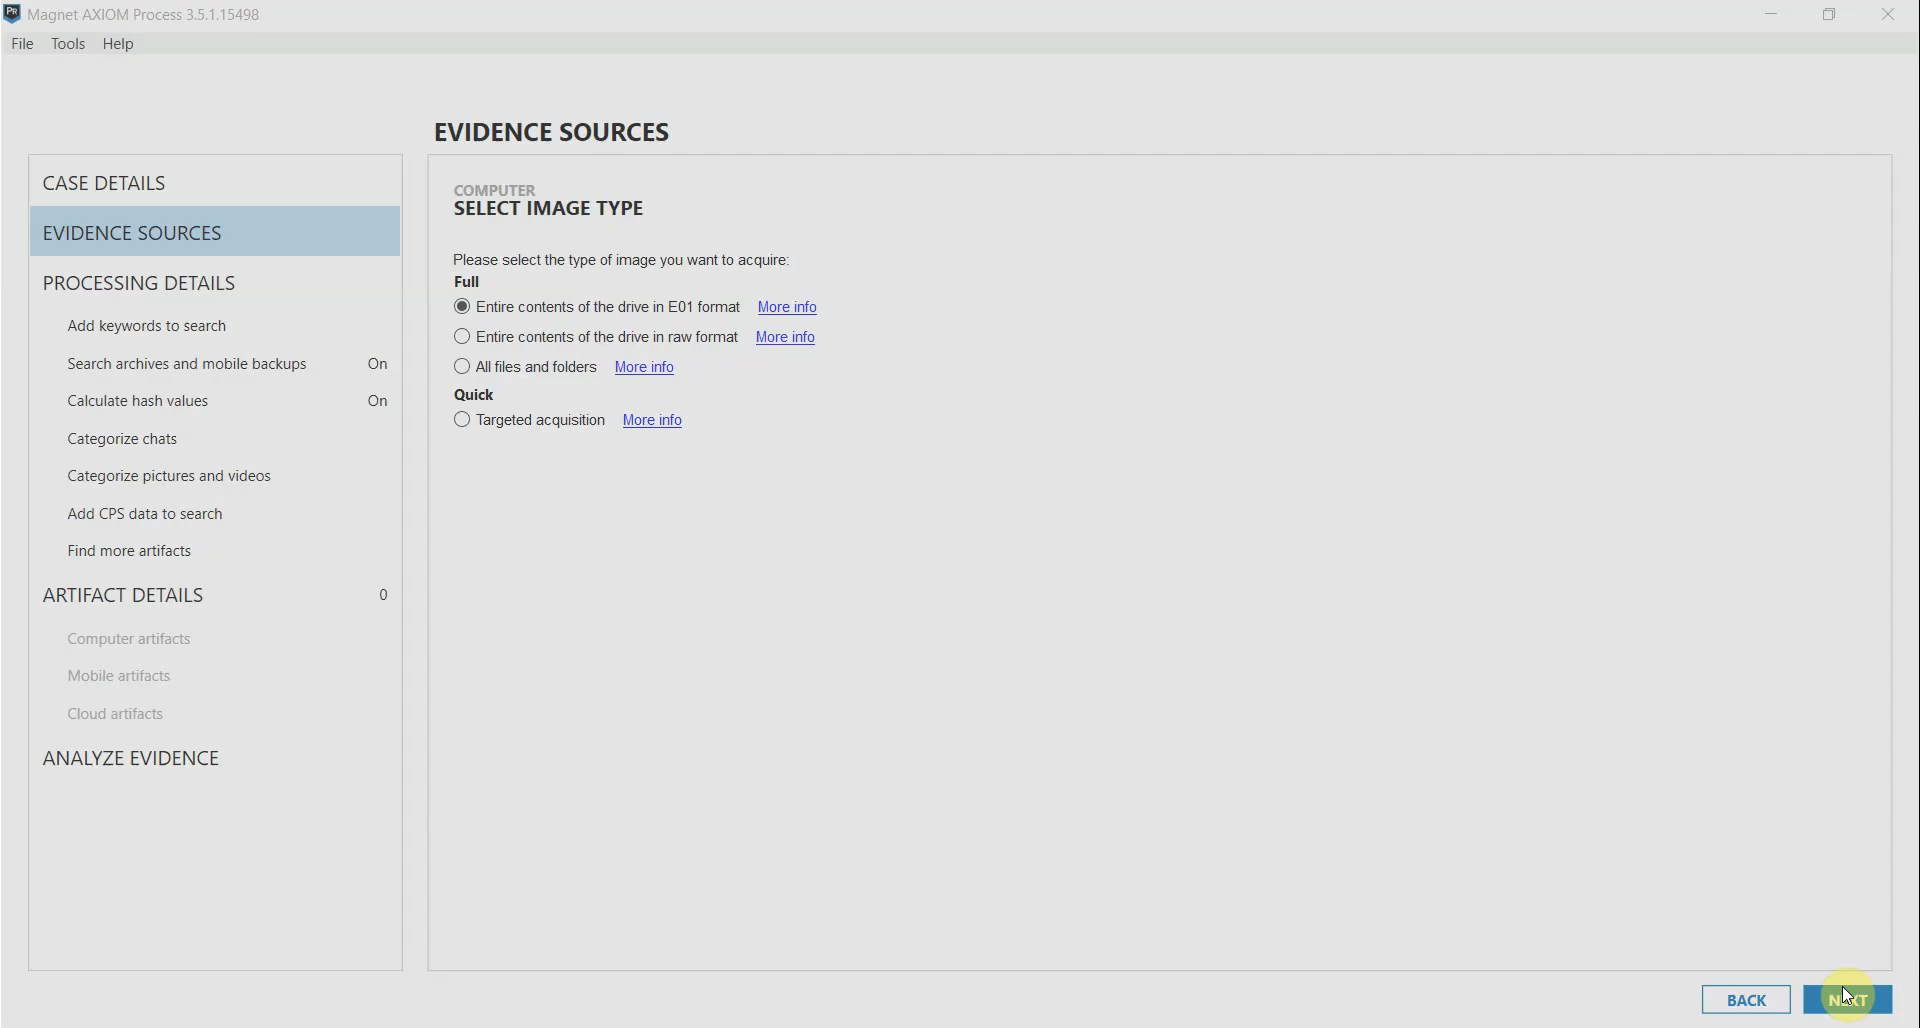 PR Magnet AXIOM Process 3.5.1.15498
File Tools Help
EVIDENCE SOURCES
CASE DETAILS
EVIDENCE SOURCES
PROCESSING DETAILS
Add keywords to search
Search archives and mobile backups On
Calculate hash values On
Categorize chats
Categorize pictures and videos
Add CPS data to search
Find more artifacts
ARTIFACT DETAILS 0
Computer artifacts
Mobile artifacts
Cloud artifacts
ANALYZE EVIDENCE
COMPUTER
SELECT IMAGE TYPE
Please select the type of image you want to acquire:
Full
Entire contents of the drive in E01 format More info
Entire contents of the drive in raw format More info
All files and folders More info
Quick
Targeted acquisition More info
BACK NEXT